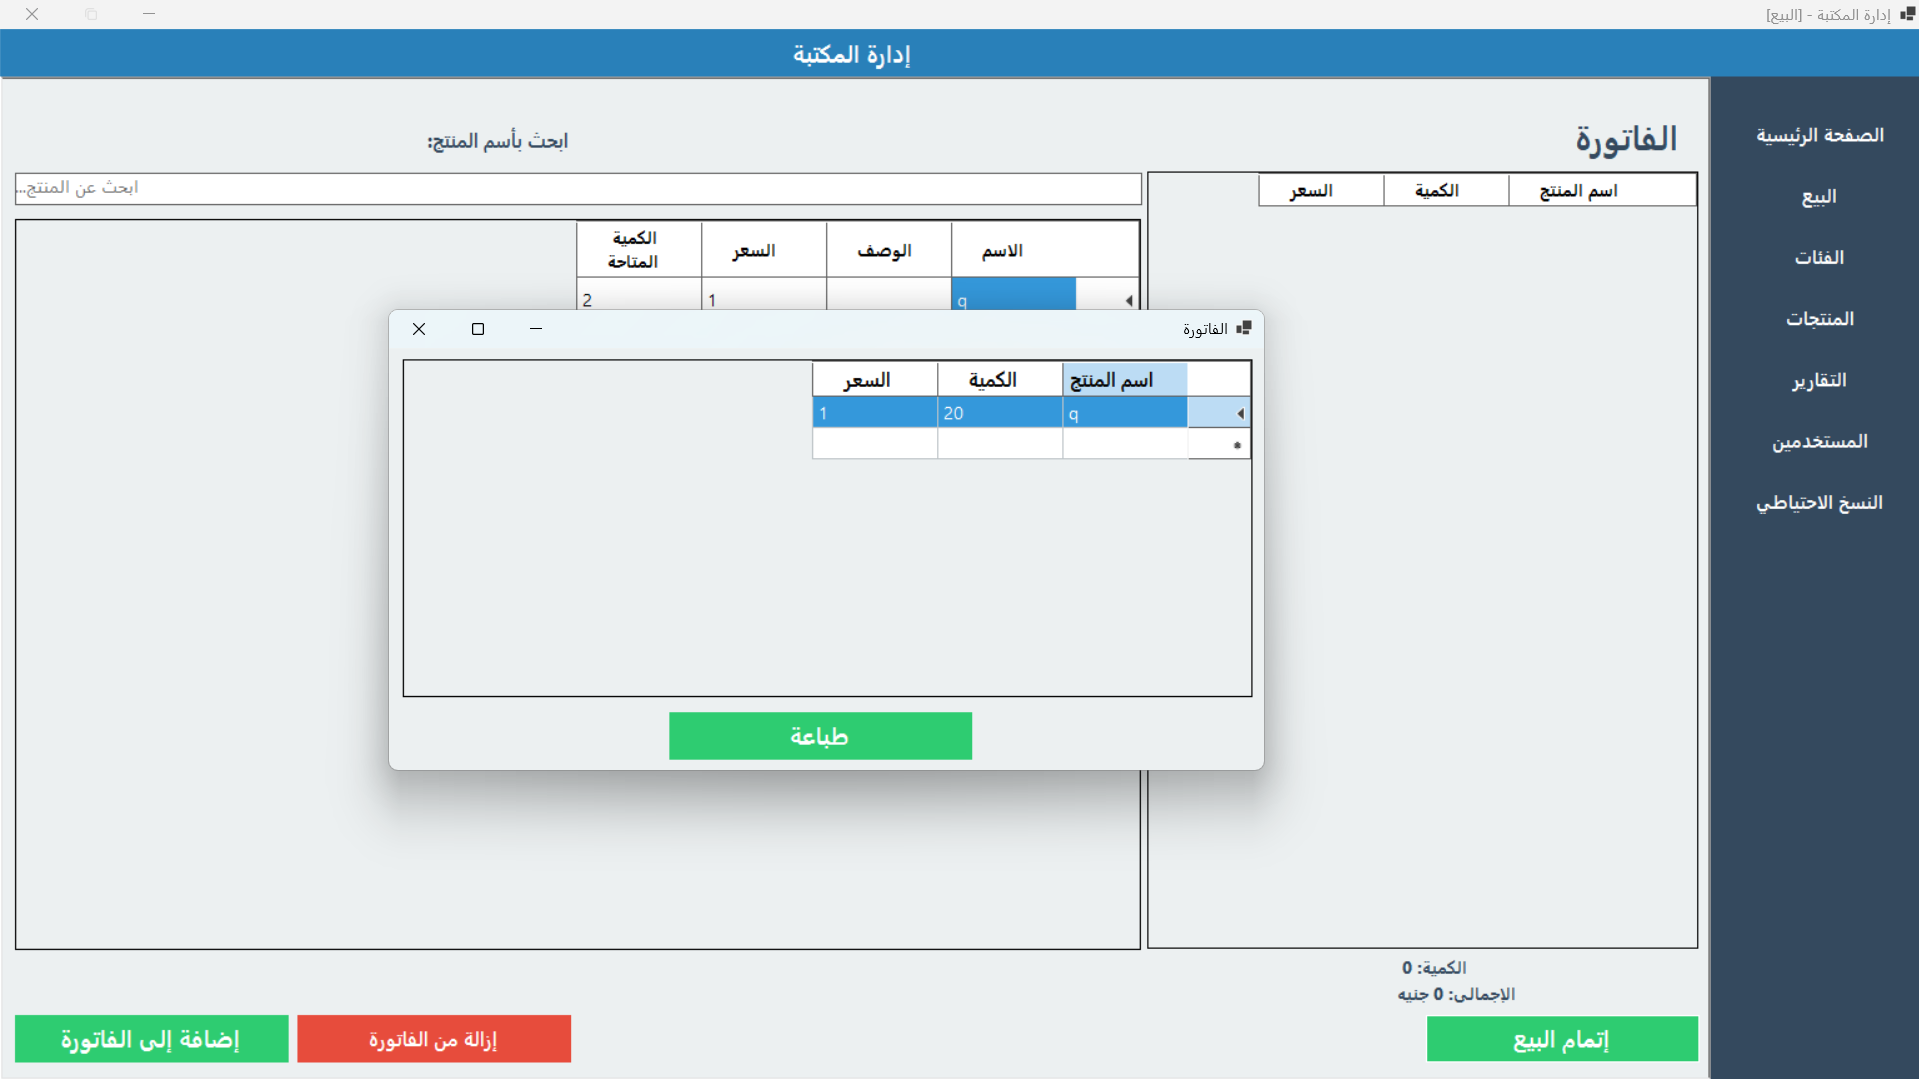 إدارة المكتبة - [البيع]
إدارة المكتبة
الصفحة الرئيسية
البيع
الفئات
المنتجات
التقارير
المستخدمين
النسخ الاحتياطي
الفاتورة
اسم المنتج الكمية السعر
ابحث بأسم المنتج:
ابحث عن المنتج...
الاسم الوصف السعر الكمية المتاحة
q 1 2
الفاتورة
اسم المنتج الكمية السعر
q 20 1
طباعة
الكمية: 0
الإجمالى: 0 جنيه
إتمام البيع
إزالة من الفاتورة
إضافة إلى الفاتورة